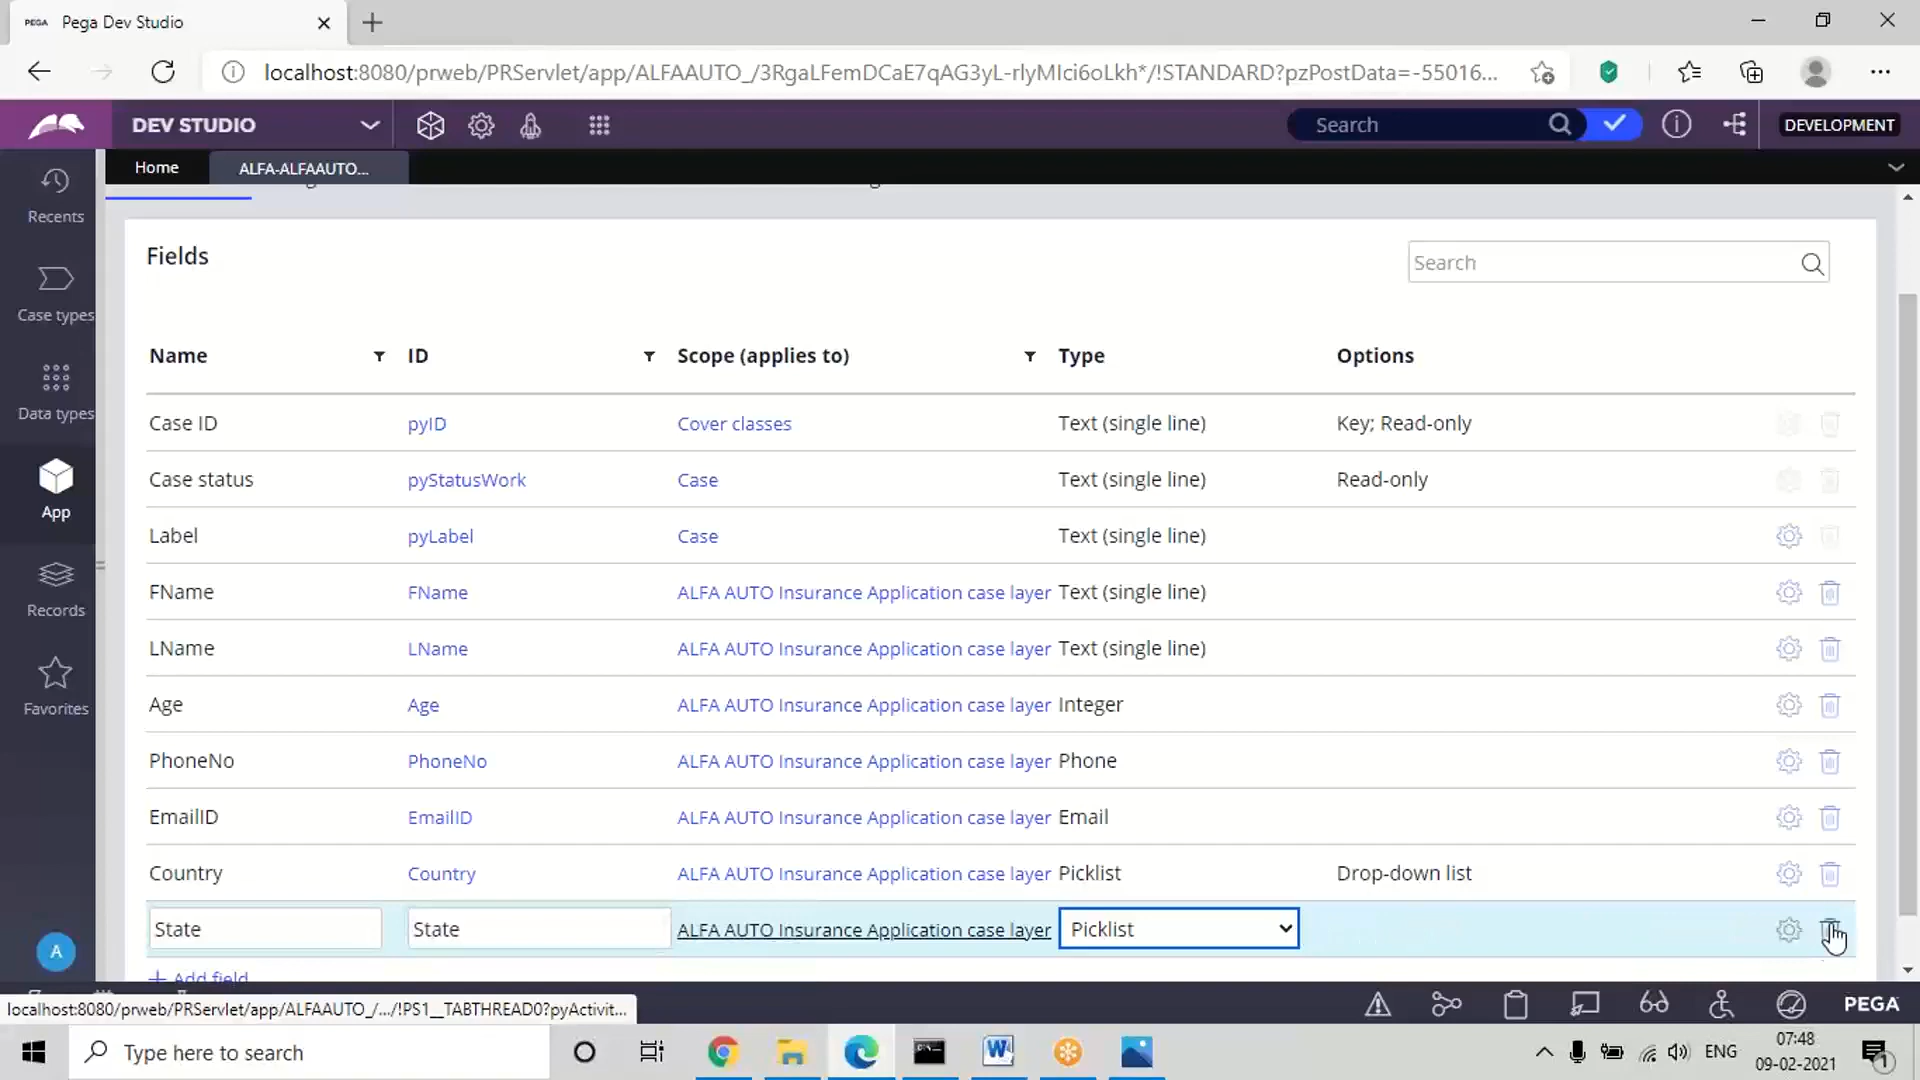 PEGA Pega Dev Studio
localhost:8080/prweb/PRServlet/app/ALFAAUTO_/3RgaLFemDCaE7qAG3yL-rlyMIci6oLkh*/!STANDARD?pzPostData=-55016...
DEV STUDIO
Search
DEVELOPMENT
Home
ALFA-ALFAAUTO...
Recents
Case types
Data types
App
Records
Favorites
A
Fields
Search
Name ID Scope (applies to) Type Options
Case ID pyID Cover classes Text (single line) Key; Read-only
Case status pyStatusWork Case Text (single line) Read-only
Label pyLabel Case Text (single line)
FName FName ALFA AUTO Insurance Application case layer Text (single line)
LName LName ALFA AUTO Insurance Application case layer Text (single line)
Age Age ALFA AUTO Insurance Application case layer Integer
PhoneNo PhoneNo ALFA AUTO Insurance Application case layer Phone
EmailID EmailID ALFA AUTO Insurance Application case layer Email
Country Country ALFA AUTO Insurance Application case layer Picklist Drop-down list
State State ALFA AUTO Insurance Application case layer Picklist
+ Add field
localhost:8080/prweb/PRServlet/app/ALFAAUTO_/.../!PS1__TABTHREAD0?pyActivit...
PEGA
Type here to search
ENG
07:48
09-02-2021
1